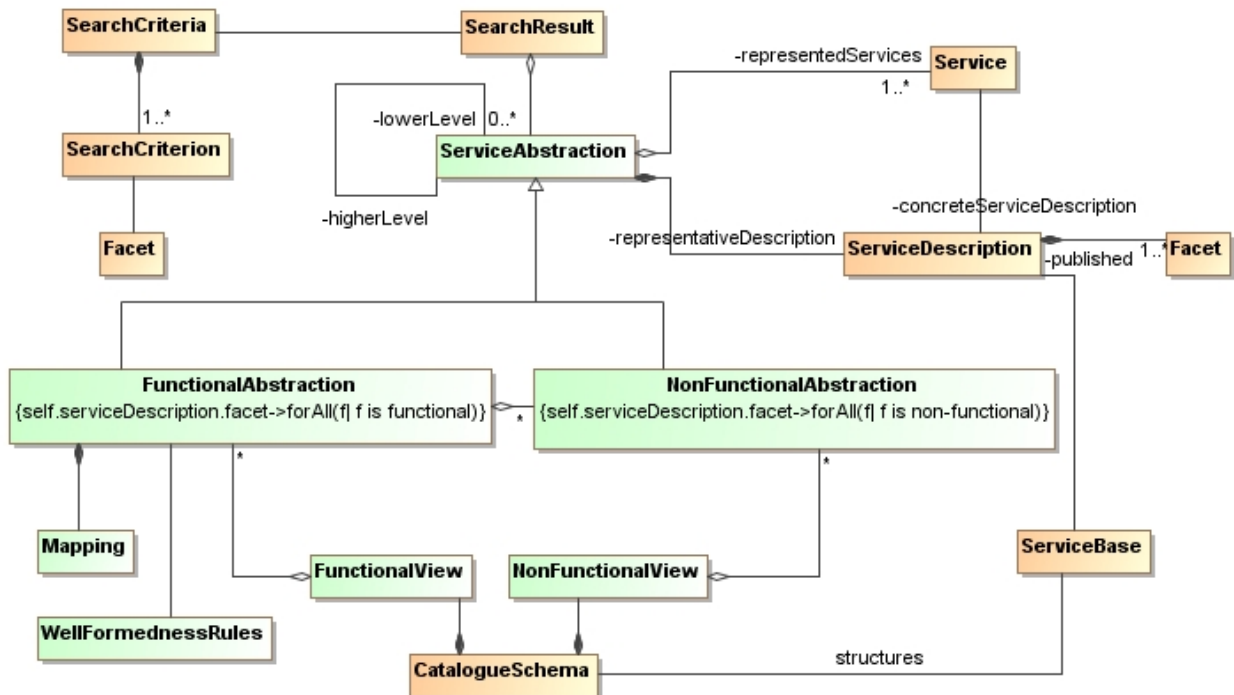 SearchCriteria
SearchResult
-representedServices
Service
1..*
1..*
-lowerLevel
0..*
SearchCriterion
ServiceAbstraction
-higherLevel
-concreteServiceDescription
Facet
-representativeDescription
ServiceDescription
-published
1..*
Facet
FunctionalAbstraction
{self.serviceDescription.facet->forAll(f| f is functional)}
*
NonFunctionalAbstraction
{self.serviceDescription.facet->forAll(f| f is non-functional)}
*
*
Mapping
FunctionalView
NonFunctionalView
ServiceBase
WellFormednessRules
CatalogueSchema
structures